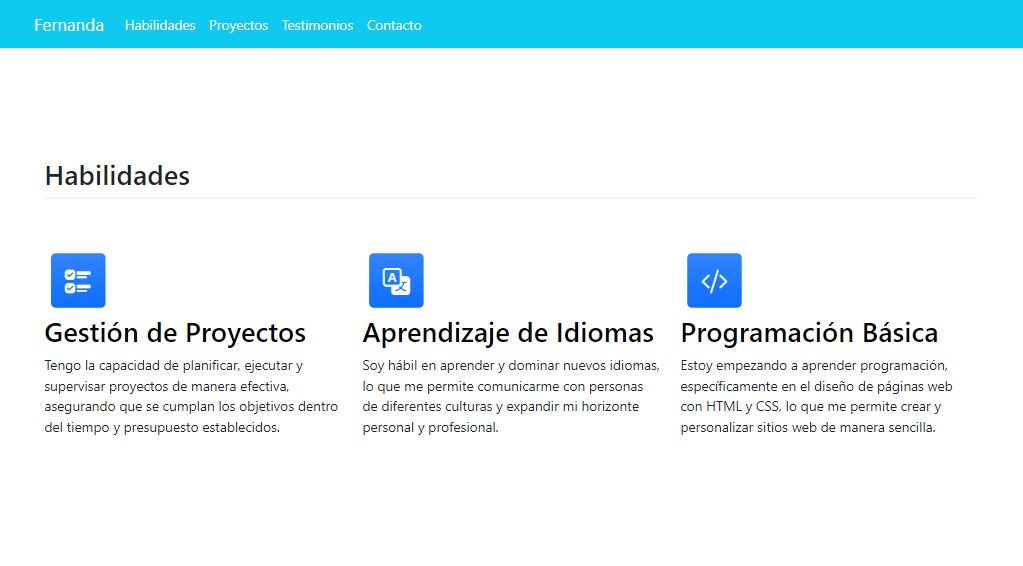 Fernanda Habilidades Proyectos Testimonios Contacto
Habilidades
Gestión de Proyectos
Tengo la capacidad de planificar, ejecutar y
supervisar proyectos de manera efectiva,
asegurando que se cumplan los objetivos dentro
del tiempo y presupuesto establecidos.
Aprendizaje de Idiomas
Soy hábil en aprender y dominar nuevos idiomas,
lo que me permite comunicarme con personas
de diferentes culturas y expandir mi horizonte
personal y profesional.
Programación Básica
Estoy empezando a aprender programación,
específicamente en el diseño de páginas web
con HTML y CSS, lo que me permite crear y
personalizar sitios web de manera sencilla.